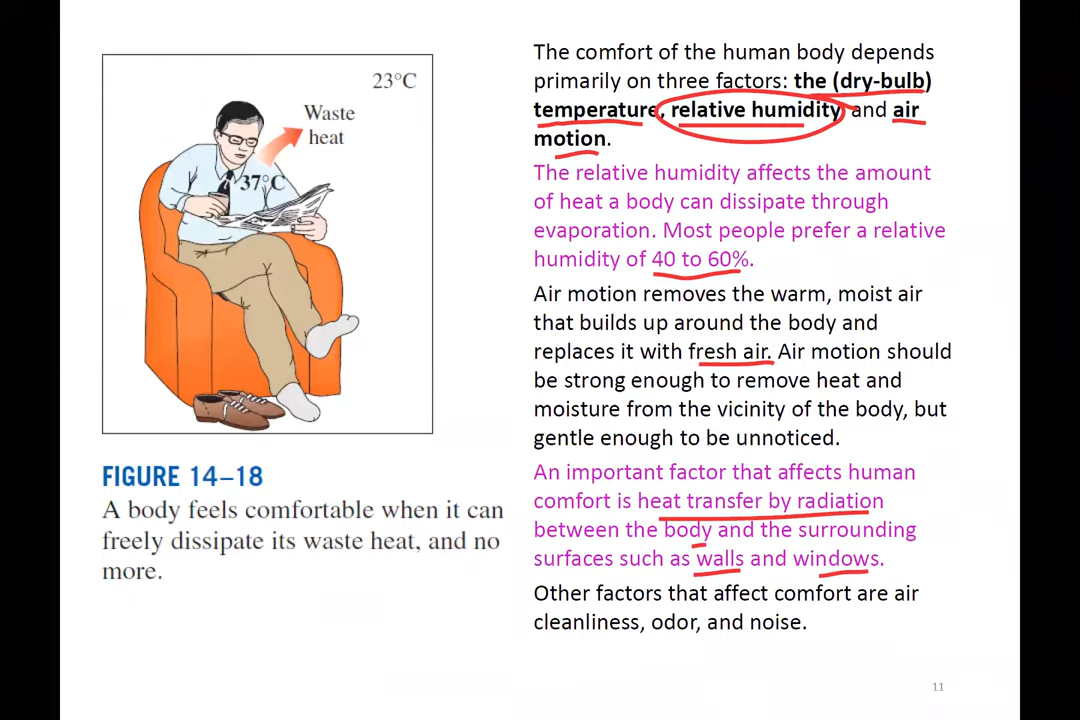 23°C
Waste
heat
37°C
FIGURE 14–18
A body feels comfortable when it can
freely dissipate its waste heat, and no
more.
The comfort of the human body depends
primarily on three factors: the (dry-bulb)
temperature, relative humidity, and air
motion.
The relative humidity affects the amount
of heat a body can dissipate through
evaporation. Most people prefer a relative
humidity of 40 to 60%.
Air motion removes the warm, moist air
that builds up around the body and
replaces it with fresh air. Air motion should
be strong enough to remove heat and
moisture from the vicinity of the body, but
gentle enough to be unnoticed.
An important factor that affects human
comfort is heat transfer by radiation
between the body and the surrounding
surfaces such as walls and windows.
Other factors that affect comfort are air
cleanliness, odor, and noise.
11